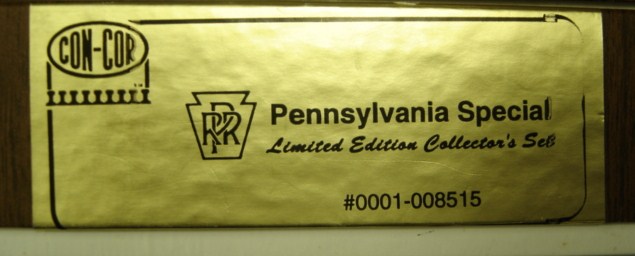 CON-COR
PRR
Pennsylvania Special
Limited Edition Collector's Set
#0001-008515